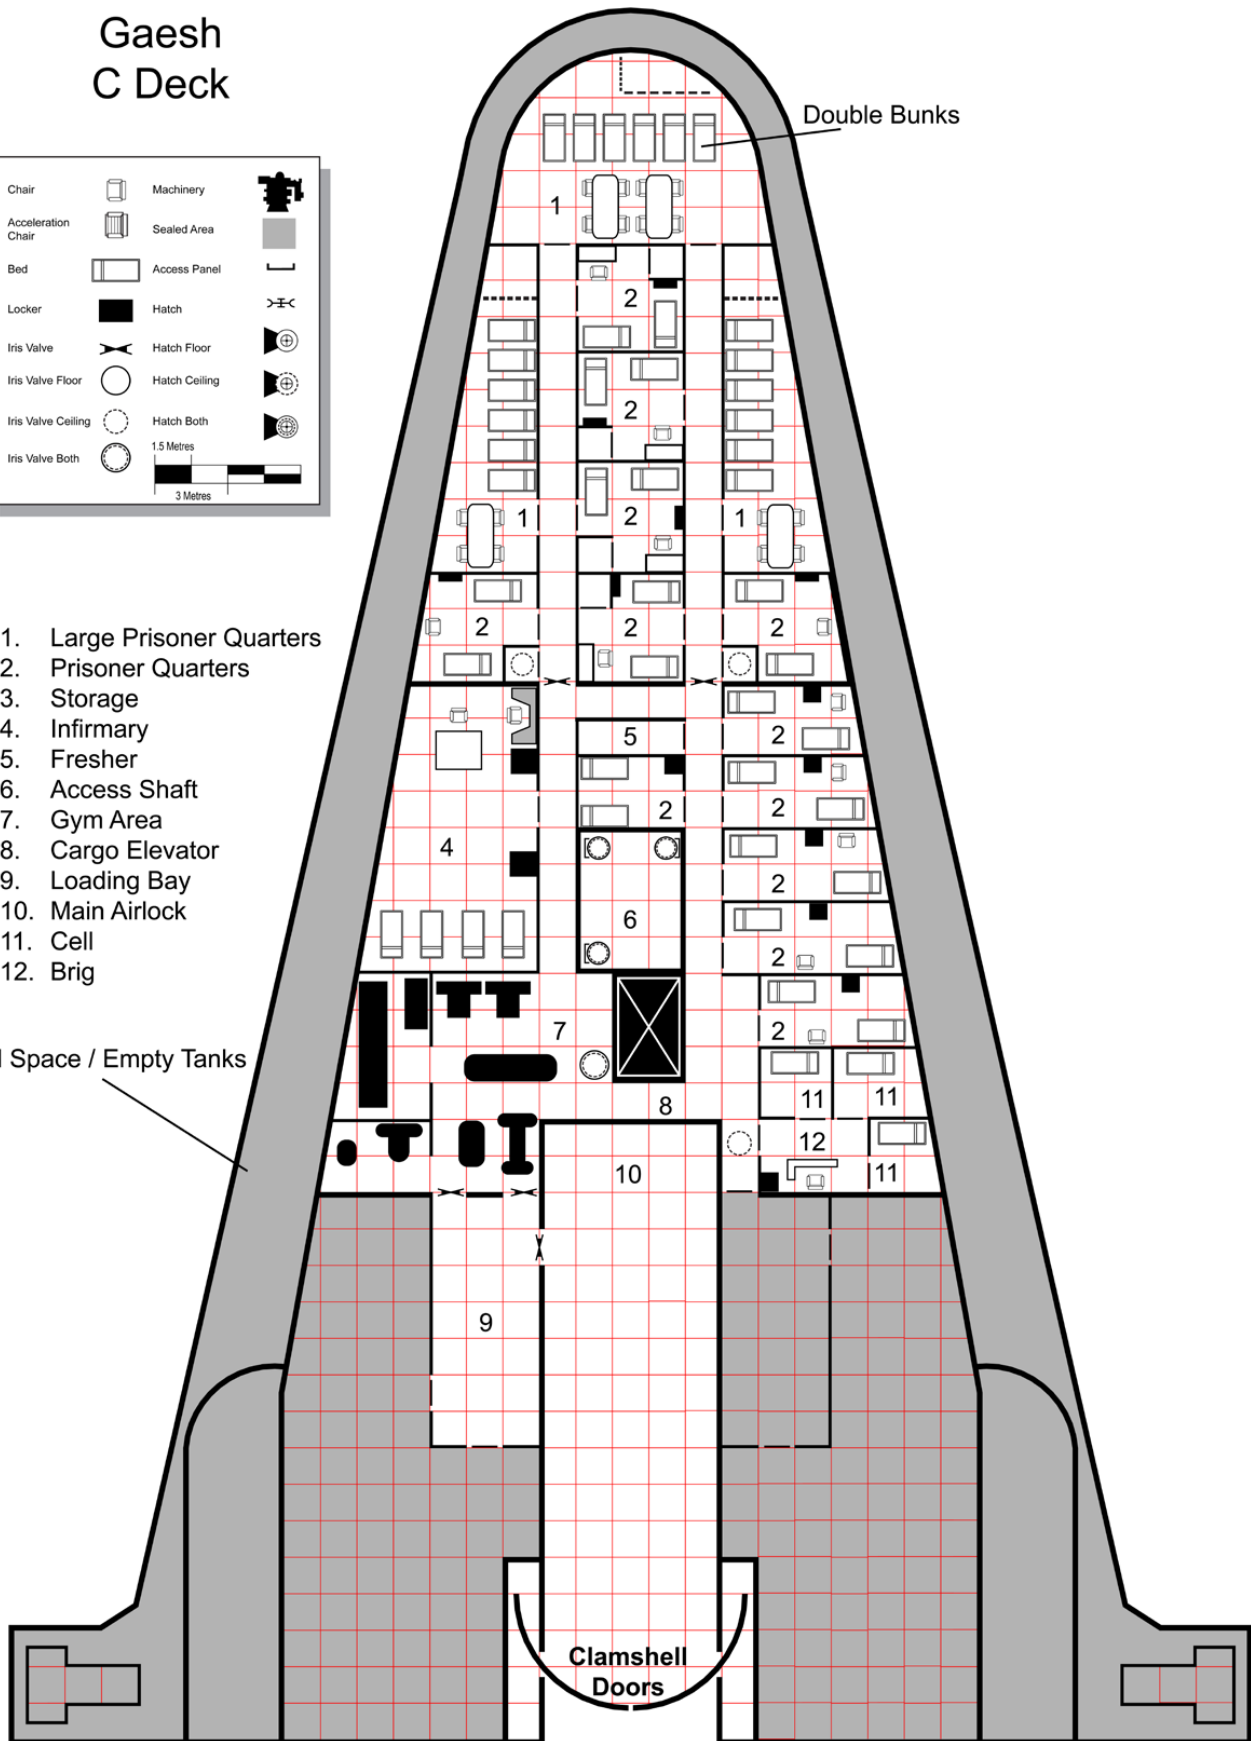 Gaesh
C Deck
Double Bunks
Chair
Machinery
Acceleration
Chair
Sealed Area
Bed
Access Panel
Locker
Hatch
Iris Valve
Hatch Floor
Iris Valve Floor
Hatch Ceiling
Iris Valve Ceiling
Hatch Both
Iris Valve Both
1.5 Metres
3 Metres
1
2
2
2
1
1
2
2
2
1. Large Prisoner Quarters
2. Prisoner Quarters
3. Storage
4. Infirmary
5. Fresher
6. Access Shaft
7. Gym Area
8. Cargo Elevator
9. Loading Bay
10. Main Airlock
11. Cell
12. Brig
5
2
2
2
4
2
6
2
7
2
Space / Empty Tanks
8
11
11
12
10
11
9
Clamshell
Doors